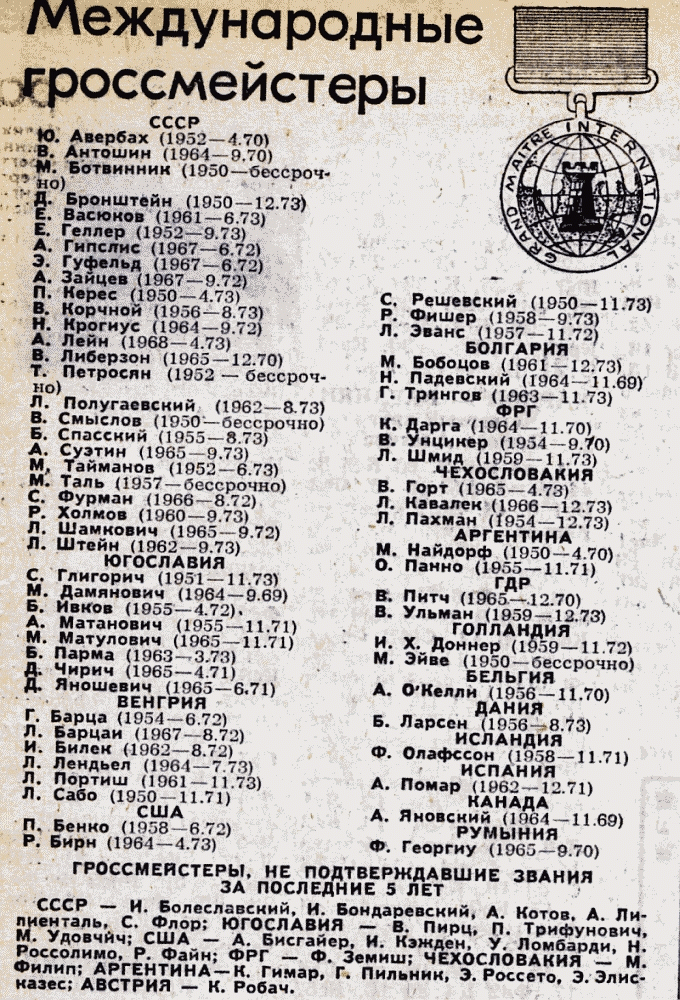 Международные
гроссмейстеры
GRAND MAITRE INTERNATIONAL
СССР
Ю. Авербах (1952—4.70)
В. Антошин (1964—9.70)
М. Ботвинник (1950—бессроч-
но)
Д. Бронштейн (1950—12.73)
Е. Васюков (1961—6.73)
Е. Геллер (1952—9.73)
А. Гипслис (1967—6.72)
Э. Гуфельд (1967—6.72)
А. Зайцев (1967—9.72)
П. Керес (1950—4.73)
В. Корчной (1956—8.73)
Н. Крогиус (1964—9.72)
А. Лейн (1968—4.73)
В. Либерзон (1965—12.70)
Т. Петросян (1952 — бессроч-
но)
Л. Полугаевский (1962—8.73)
В. Смыслов (1950—бессрочно)
Б. Спасский (1955—8.73)
А. Суэтин (1965—9.73)
М. Тайманов (1952—6.73)
М. Таль (1957—бессрочно)
С. Фурман (1966—8.72)
Р. Холмов (1960—9.73)
Л. Шамкович (1965—9.72)
Л. Штейн (1962—9.73)
ЮГОСЛАВИЯ
С. Глигорич (1951—11.73)
М. Дамянович (1964—9.69)
Б. Ивков (1955—4.72).
А. Матанович (1955—11.71)
М. Матулович (1965—11.71)
Б. Парма (1963—3.73)
Д. Чирич (1965—4.71)
Д. Яношевич (1965—6.71)
ВЕНГРИЯ
Г. Барца (1954—6.72)
Л. Барцаи (1967—8.72)
И. Билек (1962—8.72)
Л. Лендьел (1964—7.73)
Л. Портиш (1961—11.73)
Л. Сабо (1950—11.71)
США
П. Бенко (1958—6.72)
Р. Бирн (1964—4.73)
С. Решевский (1950—11.73)
Р. Фишер (1958—9.73)
Л. Эванс (1957—11.72)
БОЛГАРИЯ
М. Бобоцов (1961—12.73)
Н. Падевский (1964—11.69)
Г. Трингов (1963—11.73)
ФРГ
К. Дарга (1964—11.70)
В. Унцикер (1954—9.70)
Л. Шмид (1959—11.73)
ЧЕХОСЛОВАКИЯ
В. Горт (1965—4.73)
Л. Кавалек (1966—12.73)
Л. Пахман (1954—12.73)
АРГЕНТИНА
М. Найдорф (1950—4.70)
О. Панно (1955—11.71)
ГДР
В. Питч (1965—12.70)
В. Ульман (1959—12.73)
ГОЛЛАНДИЯ
И. Х. Доннер (1959—11.72)
М. Эйве (1950—бессрочно)
БЕЛЬГИЯ
А. О'Келли (1956—11.70)
ДАНИЯ
Б. Ларсен (1956—8.73)
ИСЛАНДИЯ
Ф. Олафссон (1958—11.71)
ИСПАНИЯ
А. Помар (1962—12.71)
КАНАДА
А. Яновский (1964—11.69)
РУМЫНИЯ
Ф. Георгиу (1965—9.70)
ГРОССМЕЙСТЕРЫ, НЕ ПОДТВЕРЖДАВШИЕ ЗВАНИЯ
ЗА ПОСЛЕДНИЕ 5 ЛЕТ
СССР — И. Болеславский, И. Бондаревский, А. Котов, А. Ли-
лиенталь, С. Флор; ЮГОСЛАВИЯ — В. Пирц, П. Трифунович,
М. Удовчич; США — А. Бисгайер, И. Кэжден, У. Ломбарди, Н.
Россолимо, Р. Файн; ФРГ — Ф. Земиш; ЧЕХОСЛОВАКИЯ — М.
Филип; АРГЕНТИНА—К. Гимар, Г. Пильник, Э. Россето, Э. Элис-
казес; АВСТРИЯ — К. Робач.